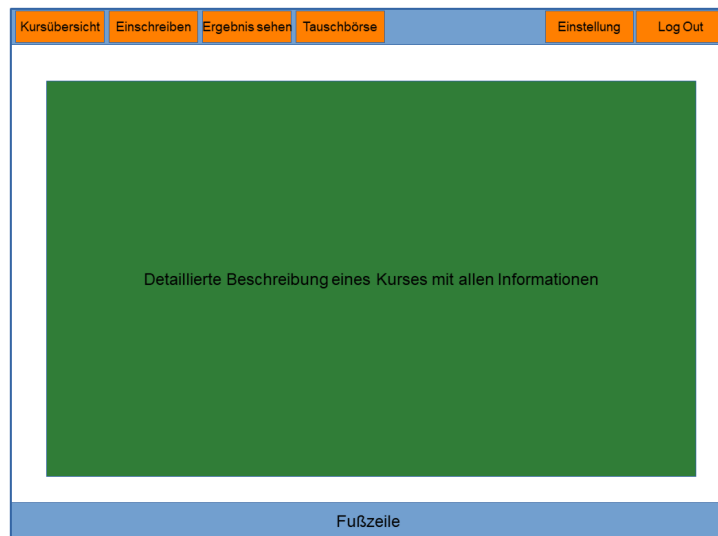 Kursübersicht Einschreiben Ergebnis sehen Tauschbörse Einstellung Log Out
Detaillierte Beschreibung eines Kurses mit allen Informationen
Fußzeile